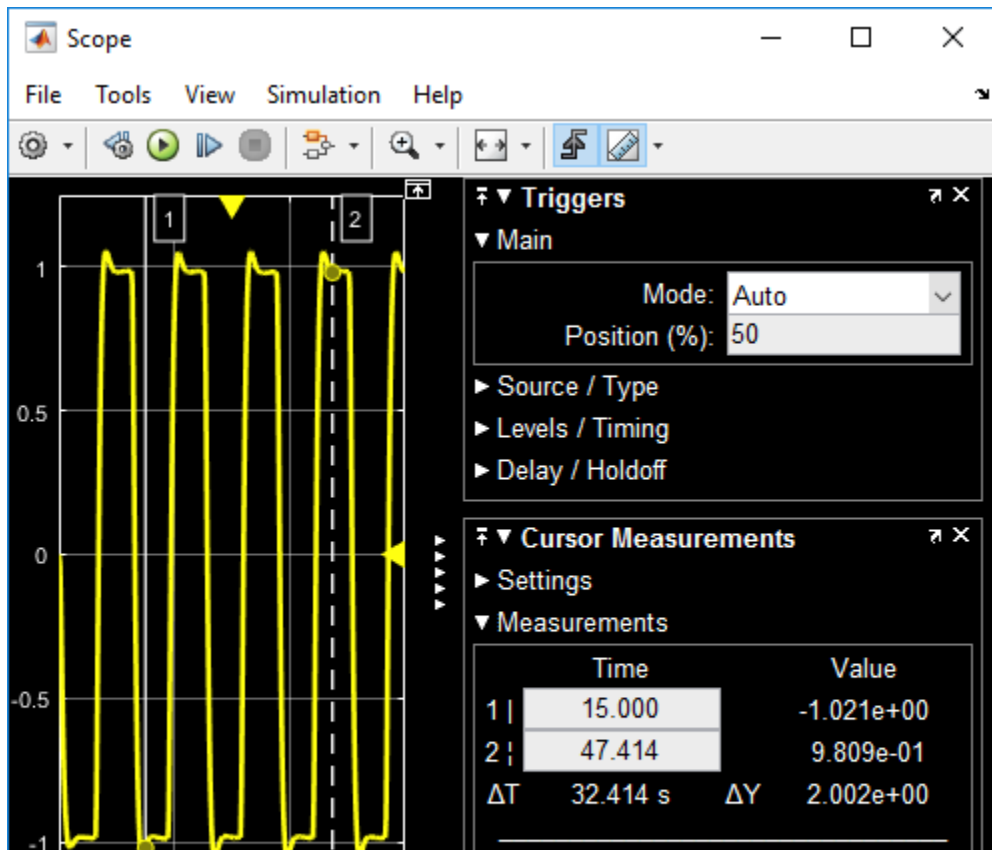 Scope
File Tools View Simulation Help
1 2
1
0.5
0
-0.5
-1
Triggers
Main
Mode: Auto
Position (%): 50
Source / Type
Levels / Timing
Delay / Holdoff
Cursor Measurements
Settings
Measurements
Time Value
1 | 15.000 -1.021e+00
2 ¦ 47.414 9.809e-01
ΔT 32.414 s ΔY 2.002e+00